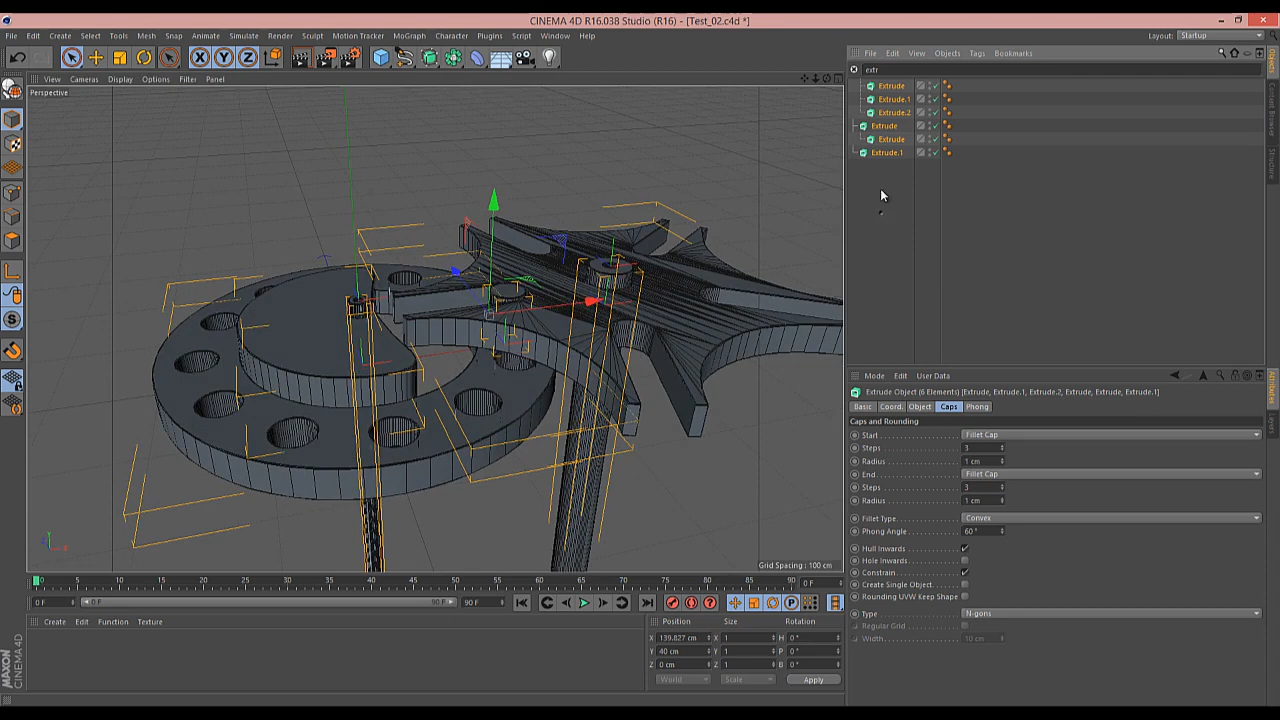 CINEMA 4D R16.038 Studio (R16) - [Test_02.c4d *]
File Edit Create Select Tools Mesh Snap Animate Simulate Render Sculpt Motion Tracker MoGraph Character Plugins Script Window Help
Layout: Startup
File Edit View Objects Tags Bookmarks
View Cameras Display Options Filter Panel
extr
Perspective
Extrude
Extrude.1
Extrude.2
Extrude
Extrude
Extrude.1
Objects
Content Browser
Structure
Mode Edit User Data
Extrude Object (6 Elements) [Extrude, Extrude.1, Extrude.2, Extrude, Extrude, Extrude.1]
Basic Coord. Object Caps Phong
Caps and Rounding
Start Fillet Cap
Steps 3
Radius 1 cm
End Fillet Cap
Steps 3
Radius 1 cm
Fillet Type Convex
Phong Angle 60 °
Hull Inwards
Hole Inwards
Constrain
Create Single Object
Rounding UVW Keep Shape
Type N-gons
Regular Grid
Width 10 cm
Attributes
Layers
Grid Spacing : 100 cm
0 5 10 15 20 25 30 35 40 45 50 55 60 65 70 75 80 85 90 0 F
0 F 0 F 90 F 90 F
Create Edit Function Texture
Position Size Rotation
X 139.827 cm X 1 H 0 °
Y 40 cm Y 1 P 0 °
Z 0 cm Z 1 B 0 °
World Scale Apply
MAXON CINEMA 4D